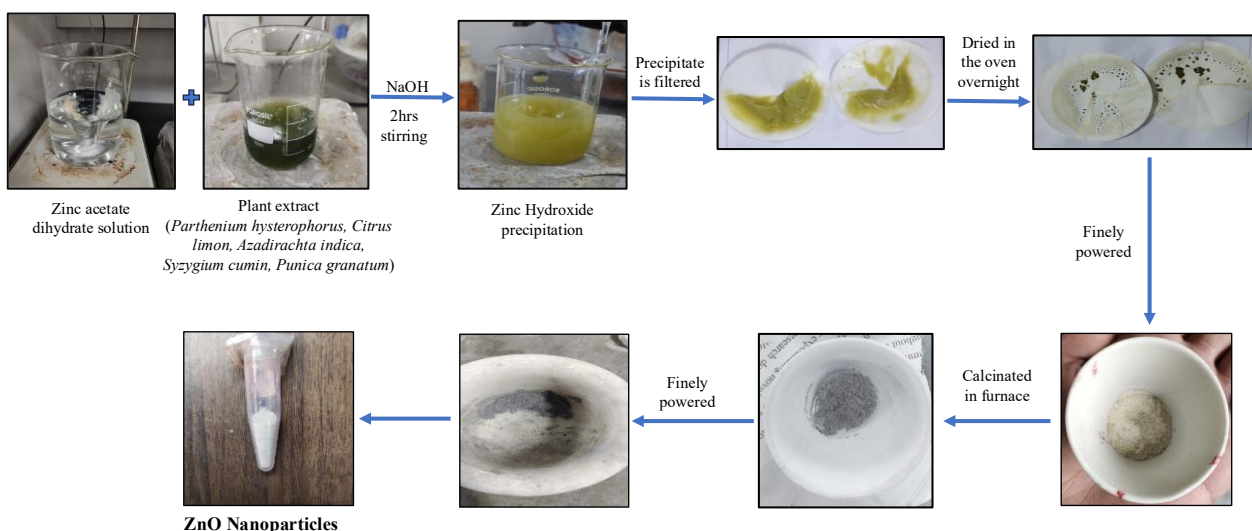 NaOH
2hrs
stirring
Precipitate
is filtered
Dried in
the oven
overnight
Zinc acetate
dihydrate solution
Plant extract
(Parthenium hysterophorus, Citrus
limon, Azadirachta indica,
Syzygium cumin, Punica granatum)
Zinc Hydroxide
precipitation
Finely
powered
Calcinated
in furnace
Finely
powered
ZnO Nanoparticles